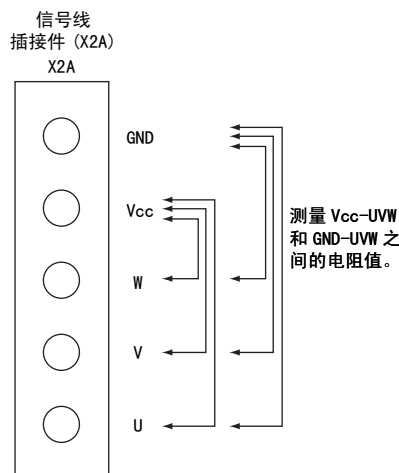 信号线
插接件 (X2A)
X2A
GND
Vcc
W
V
U
测量 Vcc-UVW
和 GND-UVW 之
间的电阻值。